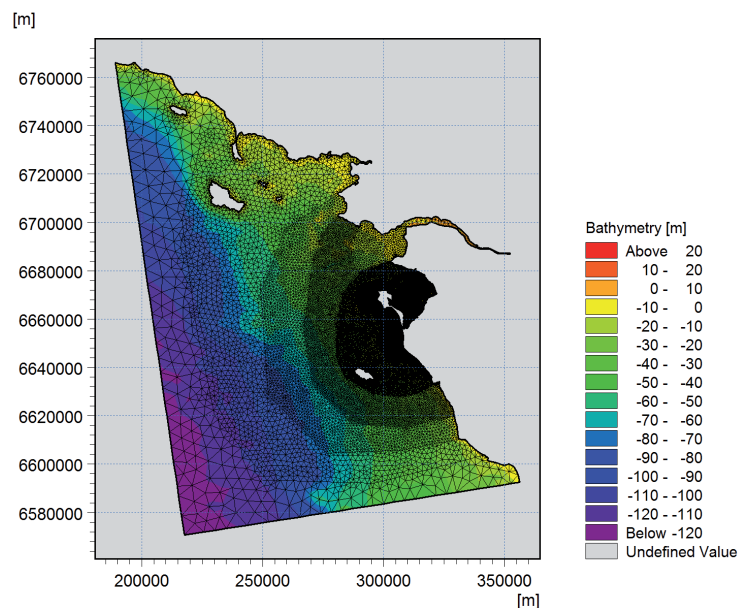 [m]
6760000
6740000
6720000
6700000
6680000
6660000
6640000
6620000
6600000
6580000
200000 250000 300000 350000
[m]
Bathymetry [m]
Above 20
10 - 20
0 - 10
-10 - 0
-20 - -10
-30 - -20
-40 - -30
-50 - -40
-60 - -50
-70 - -60
-80 - -70
-90 - -80
-100 - -90
-110 - -100
-120 - -110
Below -120
Undefined Value